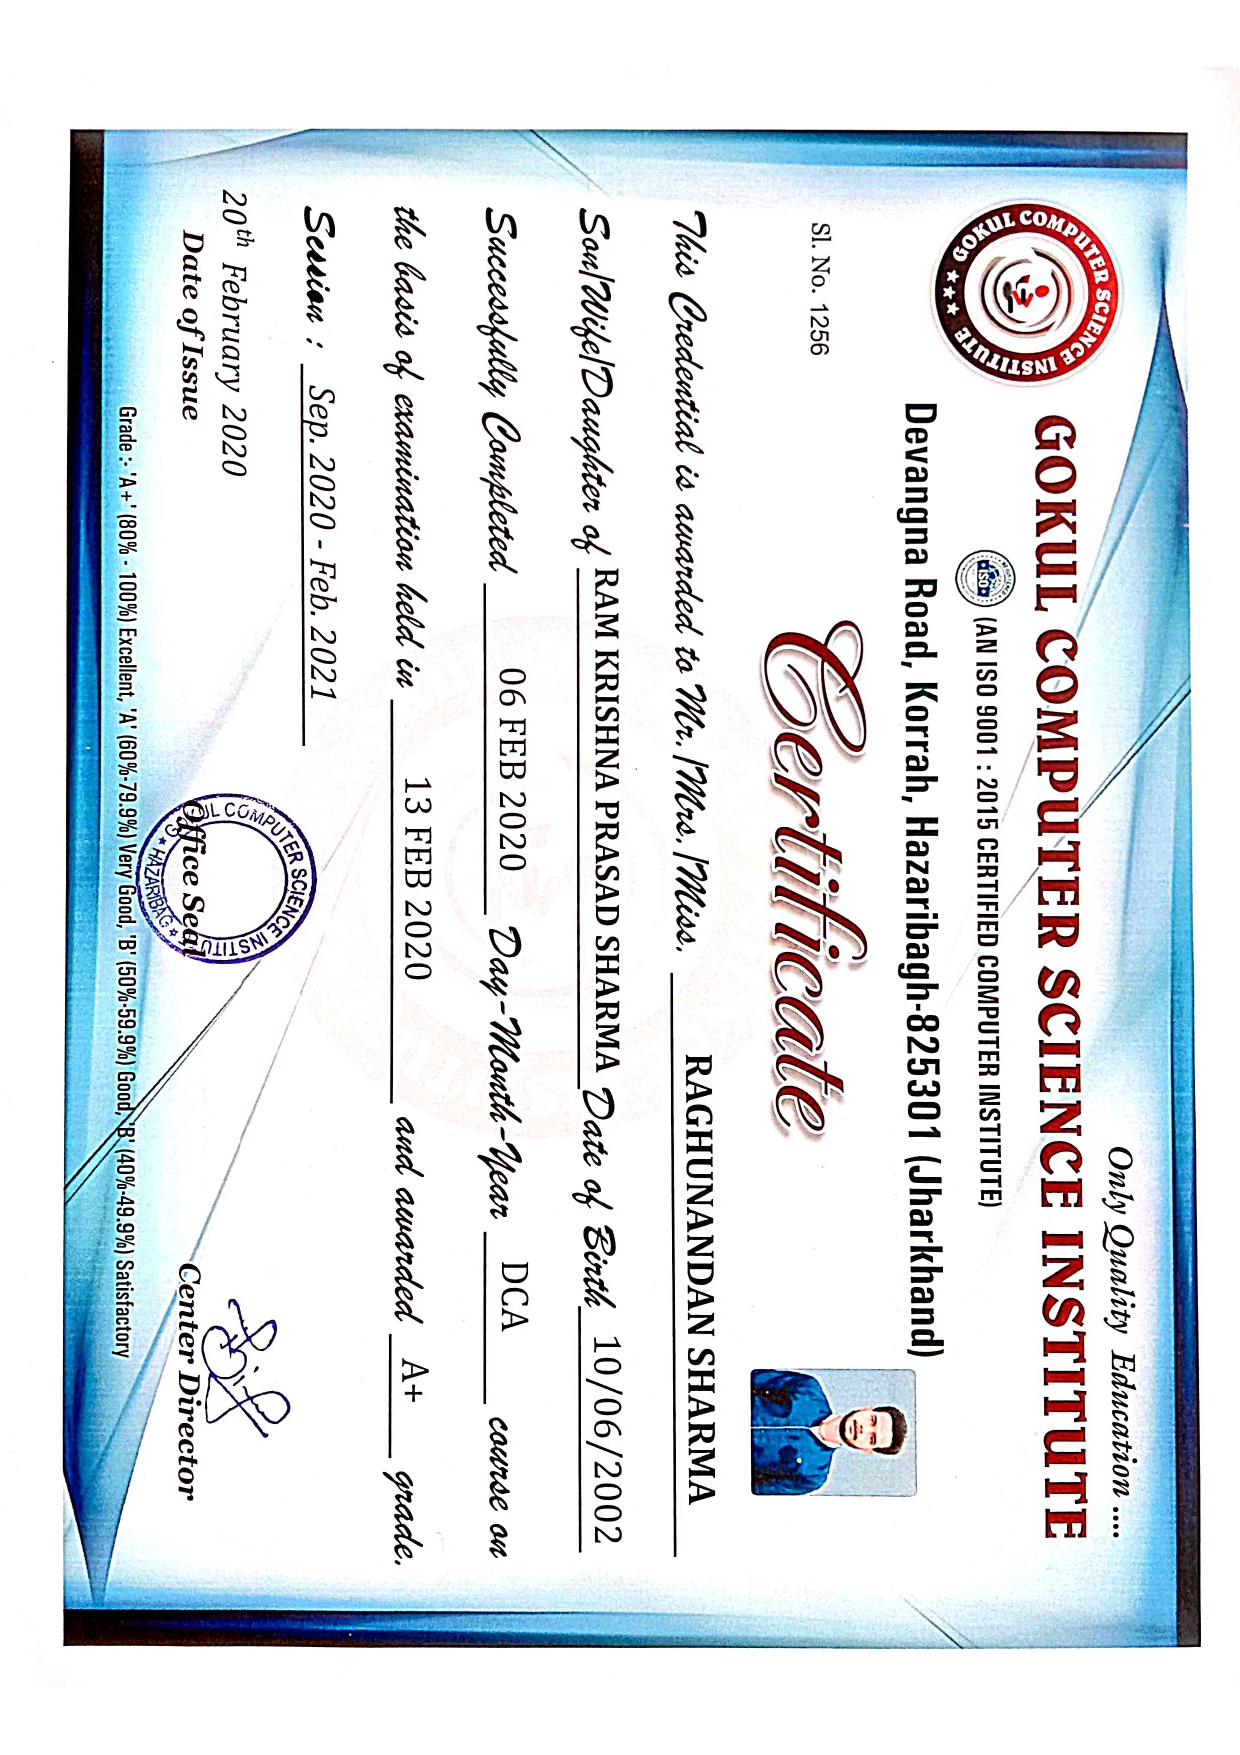 Only Quality Education ....
GOKUL COMPUTER SCIENCE INSTITUTE
GOKUL COMPUTER SCIENCE INSTITUTE
ISO
(AN ISO 9001 : 2015 CERTIFIED COMPUTER INSTITUTE)
Devangna Road, Korrah, Hazaribagh-825301 (Jharkhand)
Sl. No. 1256
Certificate
This Credential is awarded to Mr./Mrs./Miss. RAGHUNANDAN SHARMA
Son/Wife/Daughter of RAM KRISHNA PRASAD SHARMA Date of Birth 10/06/2002
Successfully Completed 06 FEB 2020 Day-Month-Year DCA course on
the basis of examination held in 13 FEB 2020 and awarded A+ grade.
Session : Sep. 2020 - Feb. 2021
20th February 2020
Date of Issue
GOKUL COMPUTER SCIENCE INSTITUTE
HAZARIBAG
Office Seal
Center Director
Grade :- 'A+' (80% - 100%) Excellent, 'A' (60%-79.9%) Very Good, 'B' (50%-59.9%) Good, 'B' (40%-49.9%) Satisfactory